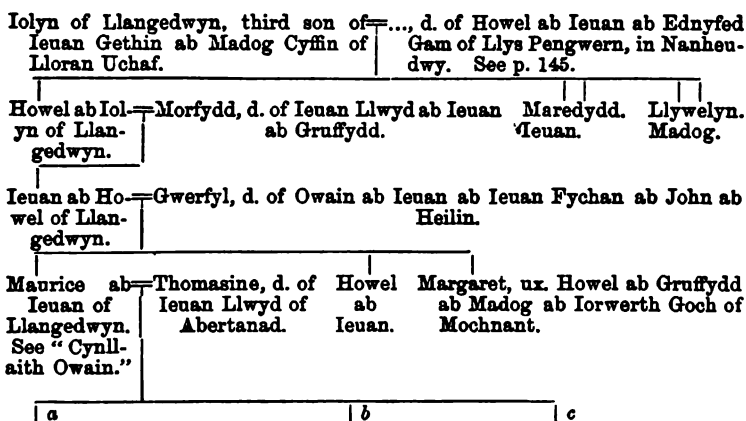 Iolyn of Llangedwyn, third son of ═ ..., d. of Howel ab Ieuan ab Ednyfed
Ieuan Gethin ab Madog Cyffin of Gam of Llys Pengwern, in Nanheu-
Lloran Uchaf. dwy. See p. 145.
Howel ab Iol- ═ Morfydd, d. of Ieuan Llwyd ab Ieuan Maredydd. Llywelyn.
yn of Llan- ab Gruffydd. Ieuan. Madog.
gedwyn.
Ieuan ab Ho- ═ Gwerfyl, d. of Owain ab Ieuan ab Ieuan Fychan ab John ab
wel of Llan- Heilin.
gedwyn.
Maurice ab ═ Thomasine, d. of Howel Margaret, ux. Howel ab Gruffydd
Ieuan of Ieuan Llwyd of ab ab Madog ab Iorwerth Goch of
Llangedwyn. Abertanad. Ieuan. Mochnant.
See "Cynll-
aith Owain."
a b c